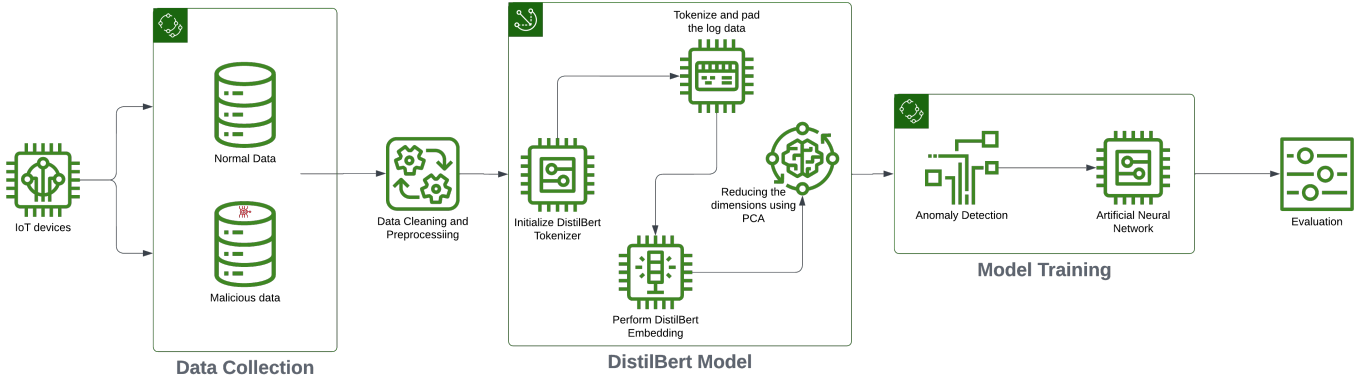 IoT devices
Normal Data
Malicious data
Data Collection
Data Cleaning and
Preprocessiing
Initialize DistilBert
Tokenizer
Tokenize and pad
the log data
Perform DistilBert
Embedding
Reducing the
dimensions using
PCA
DistilBert Model
Anomaly Detection
Artificial Neural
Network
Model Training
Evaluation